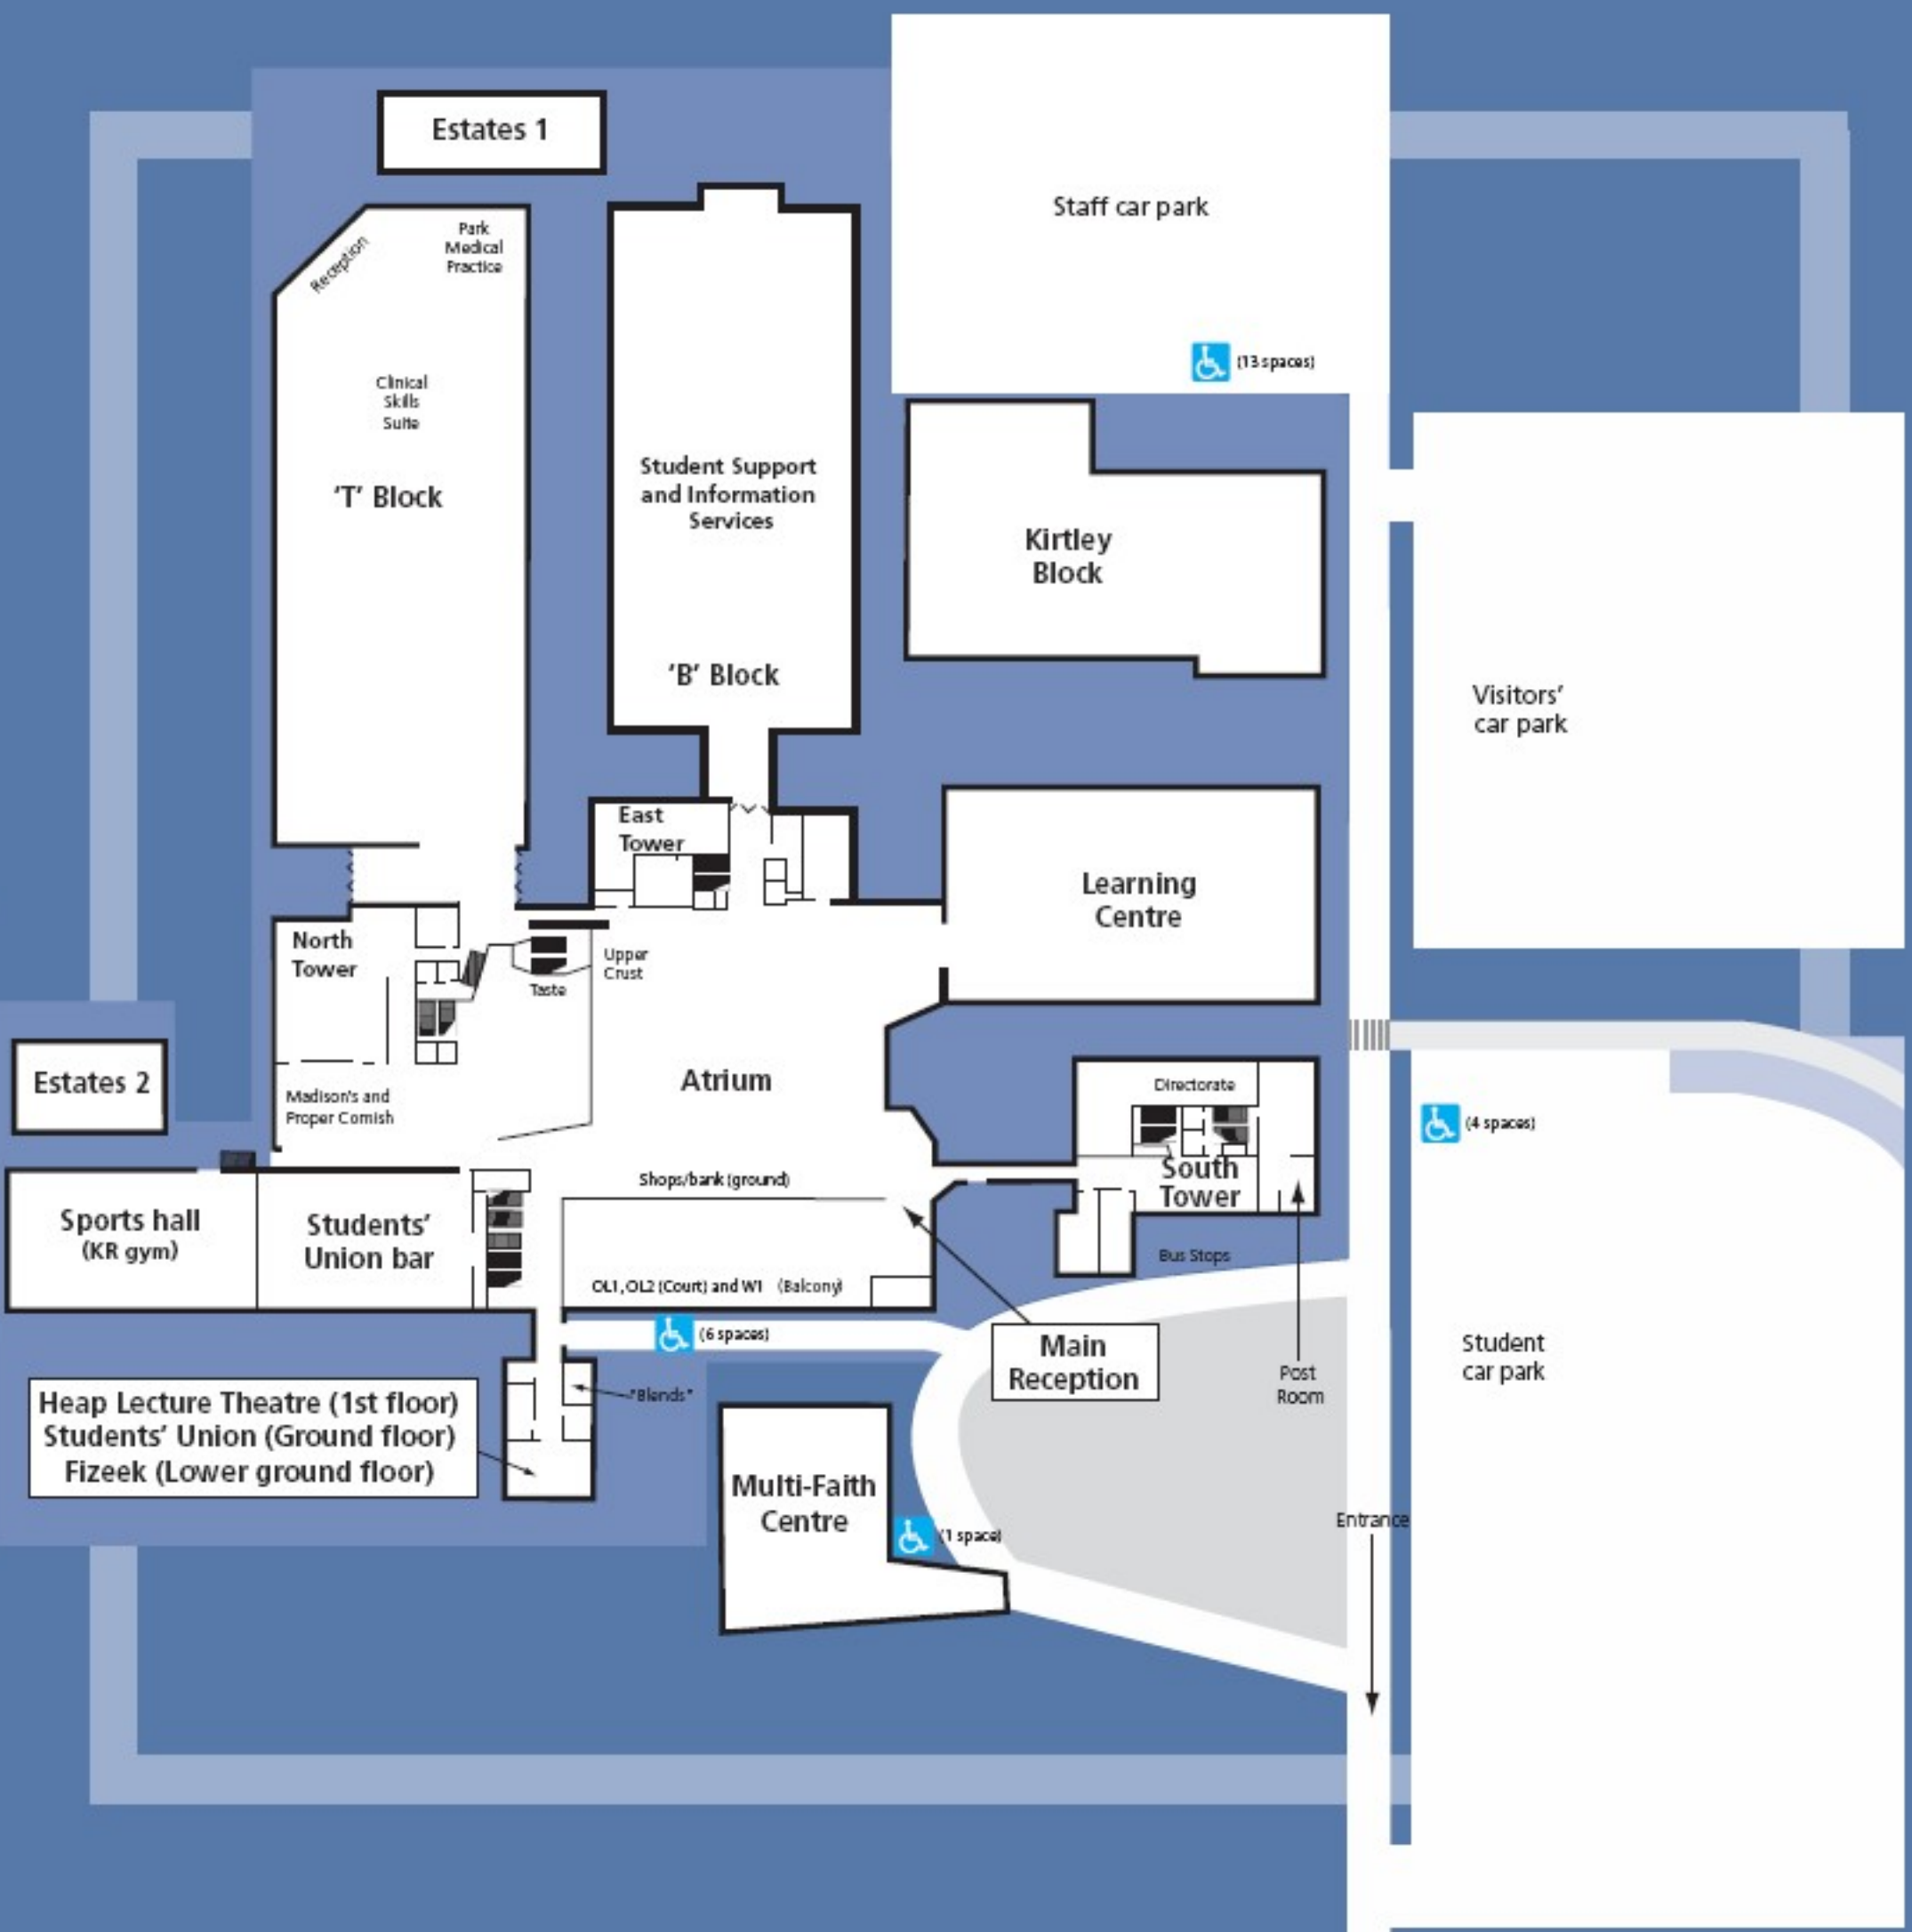 Estates 1
Staff car park
Park
Medical
Practice
Reception
(13 spaces)
Clinical
Skills
Suite
'T' Block
Student Support
and Information
Services
'B' Block
Kirtley
Block
Visitors'
car park
East
Tower
Learning
Centre
North
Tower
Upper
Crust
Taste
Atrium
Estates 2
Madison's and
Proper Cornish
Directorate
(4 spaces)
South
Tower
Shops/bank (ground)
Sports hall
(KR gym)
Students'
Union bar
Bus Stops
OL1, OL2 (Court) and W1 (Balcony)
(6 spaces)
Main
Reception
Student
car park
Post
Room
"Blends"
Heap Lecture Theatre (1st floor)
Students' Union (Ground floor)
Fizeek (Lower ground floor)
Multi-Faith
Centre
(1 space)
Entrance